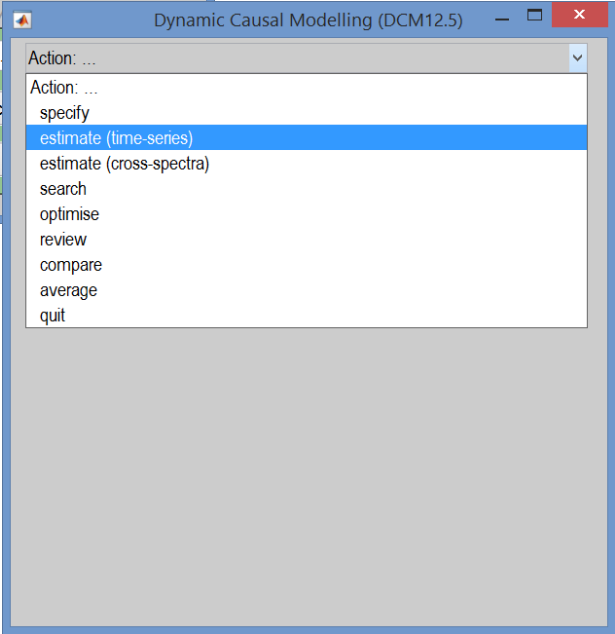 Dynamic Causal Modelling (DCM12.5)
Action: ...
Action: ...
specify
estimate (time-series)
estimate (cross-spectra)
search
optimise
review
compare
average
quit